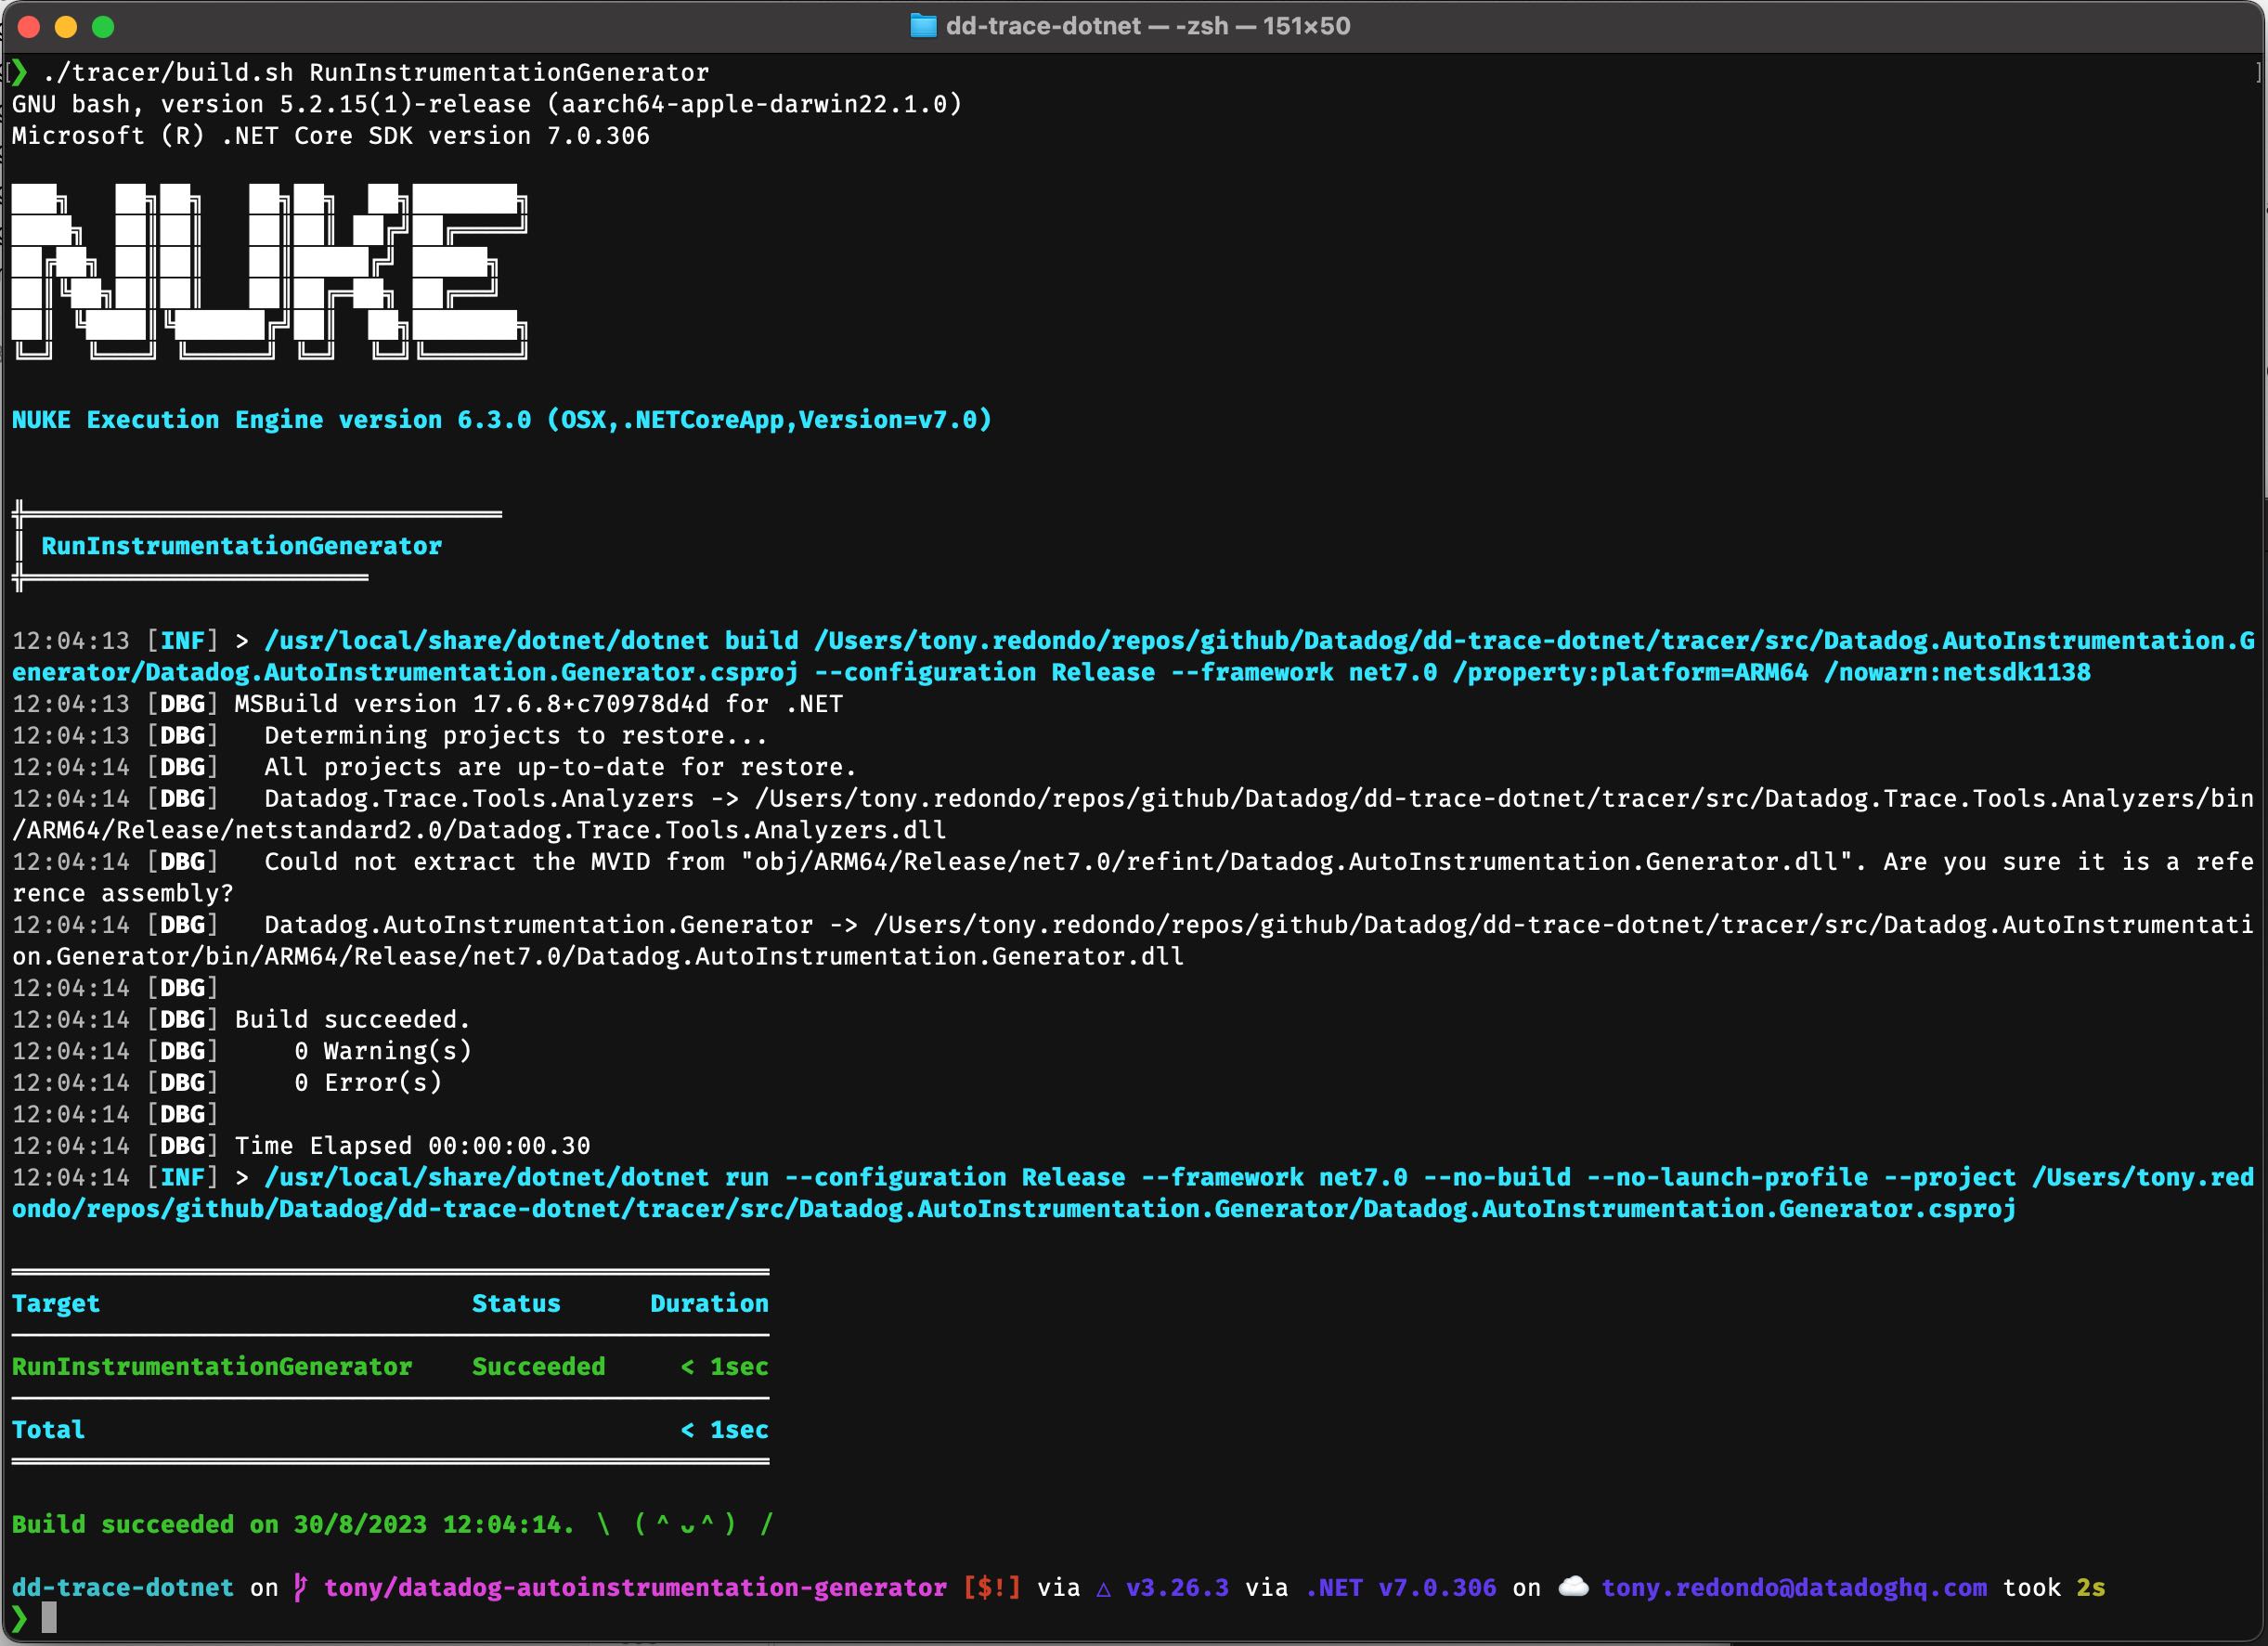 dd-trace-dotnet — -zsh — 151×50
❯ ./tracer/build.sh RunInstrumentationGenerator
GNU bash, version 5.2.15(1)-release (aarch64-apple-darwin22.1.0)
Microsoft (R) .NET Core SDK version 7.0.306
NUKE
NUKE Execution Engine version 6.3.0 (OSX,.NETCoreApp,Version=v7.0)
RunInstrumentationGenerator
12:04:13 [INF] > /usr/local/share/dotnet/dotnet build /Users/tony.redondo/repos/github/Datadog/dd-trace-dotnet/tracer/src/Datadog.AutoInstrumentation.G
enerator/Datadog.AutoInstrumentation.Generator.csproj --configuration Release --framework net7.0 /property:platform=ARM64 /nowarn:netsdk1138
12:04:13 [DBG] MSBuild version 17.6.8+c70978d4d for .NET
12:04:13 [DBG]   Determining projects to restore...
12:04:14 [DBG]   All projects are up-to-date for restore.
12:04:14 [DBG]   Datadog.Trace.Tools.Analyzers -> /Users/tony.redondo/repos/github/Datadog/dd-trace-dotnet/tracer/src/Datadog.Trace.Tools.Analyzers/bin
/ARM64/Release/netstandard2.0/Datadog.Trace.Tools.Analyzers.dll
12:04:14 [DBG]   Could not extract the MVID from "obj/ARM64/Release/net7.0/refint/Datadog.AutoInstrumentation.Generator.dll". Are you sure it is a refe
rence assembly?
12:04:14 [DBG]   Datadog.AutoInstrumentation.Generator -> /Users/tony.redondo/repos/github/Datadog/dd-trace-dotnet/tracer/src/Datadog.AutoInstrumentati
on.Generator/bin/ARM64/Release/net7.0/Datadog.AutoInstrumentation.Generator.dll
12:04:14 [DBG]
12:04:14 [DBG] Build succeeded.
12:04:14 [DBG]     0 Warning(s)
12:04:14 [DBG]     0 Error(s)
12:04:14 [DBG]
12:04:14 [DBG] Time Elapsed 00:00:00.30
12:04:14 [INF] > /usr/local/share/dotnet/dotnet run --configuration Release --framework net7.0 --no-build --no-launch-profile --project /Users/tony.red
ondo/repos/github/Datadog/dd-trace-dotnet/tracer/src/Datadog.AutoInstrumentation.Generator/Datadog.AutoInstrumentation.Generator.csproj
Target Status Duration
RunInstrumentationGenerator Succeeded < 1sec
Total < 1sec
Build succeeded on 30/8/2023 12:04:14. \ (^ᴗ^) /
dd-trace-dotnet on tony/datadog-autoinstrumentation-generator [$!] via △ v3.26.3 via .NET v7.0.306 on ☁️ tony.redondo@datadoghq.com took 2s
❯